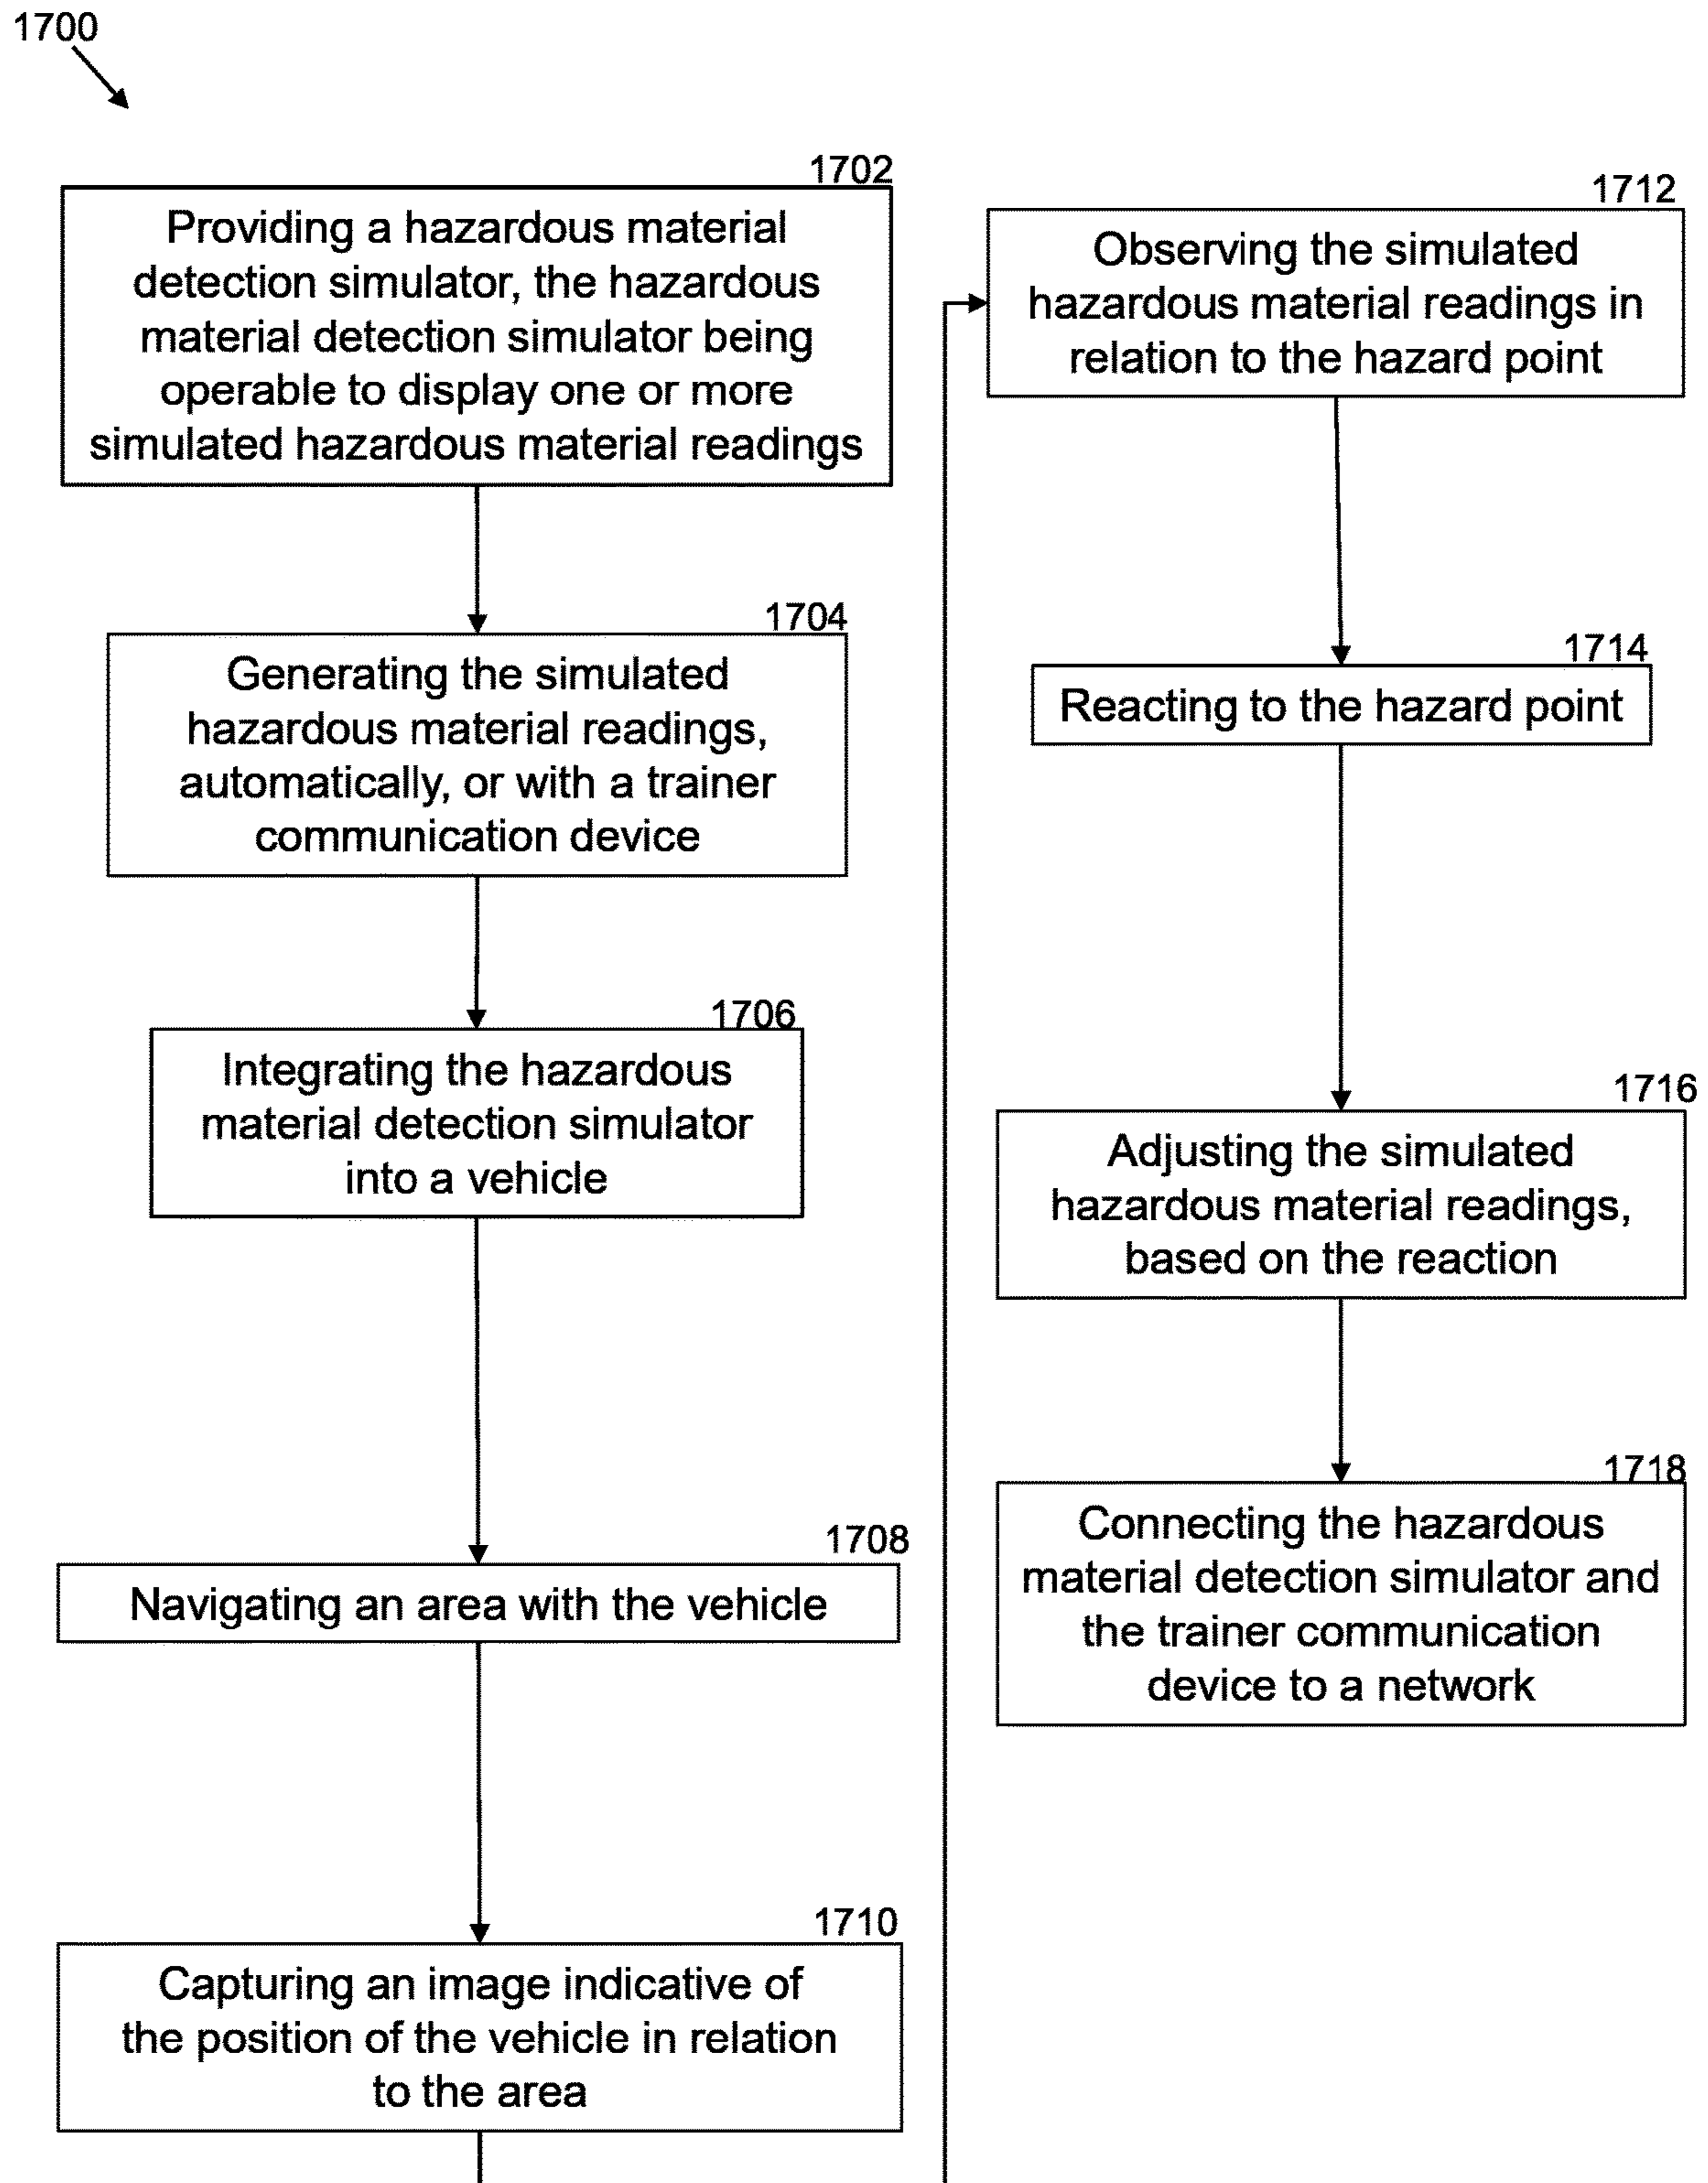 1700
1702
Providing a hazardous material
detection simulator, the hazardous
material detection simulator being
operable to display one or more
simulated hazardous material readings
1704
Generating the simulated
hazardous material readings,
automatically, or with a trainer
communication device
1706
Integrating the hazardous
material detection simulator
into a vehicle
1708
Navigating an area with the vehicle
1710
Capturing an image indicative of
the position of the vehicle in relation
to the area
1712
Observing the simulated
hazardous material readings in
relation to the hazard point
1714
Reacting to the hazard point
1716
Adjusting the simulated
hazardous material readings,
based on the reaction
1718
Connecting the hazardous
material detection simulator and
the trainer communication
device to a network